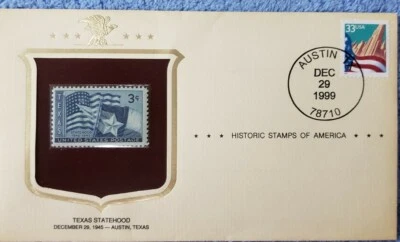 33 USA
AUSTIN
DEC
29
1999
78710
3¢
TEXAS
UNITED STATES POSTAGE
★ ★ ★ HISTORIC STAMPS OF AMERICA ★ ★ ★
TEXAS STATEHOOD
DECEMBER 29, 1945 — AUSTIN, TEXAS